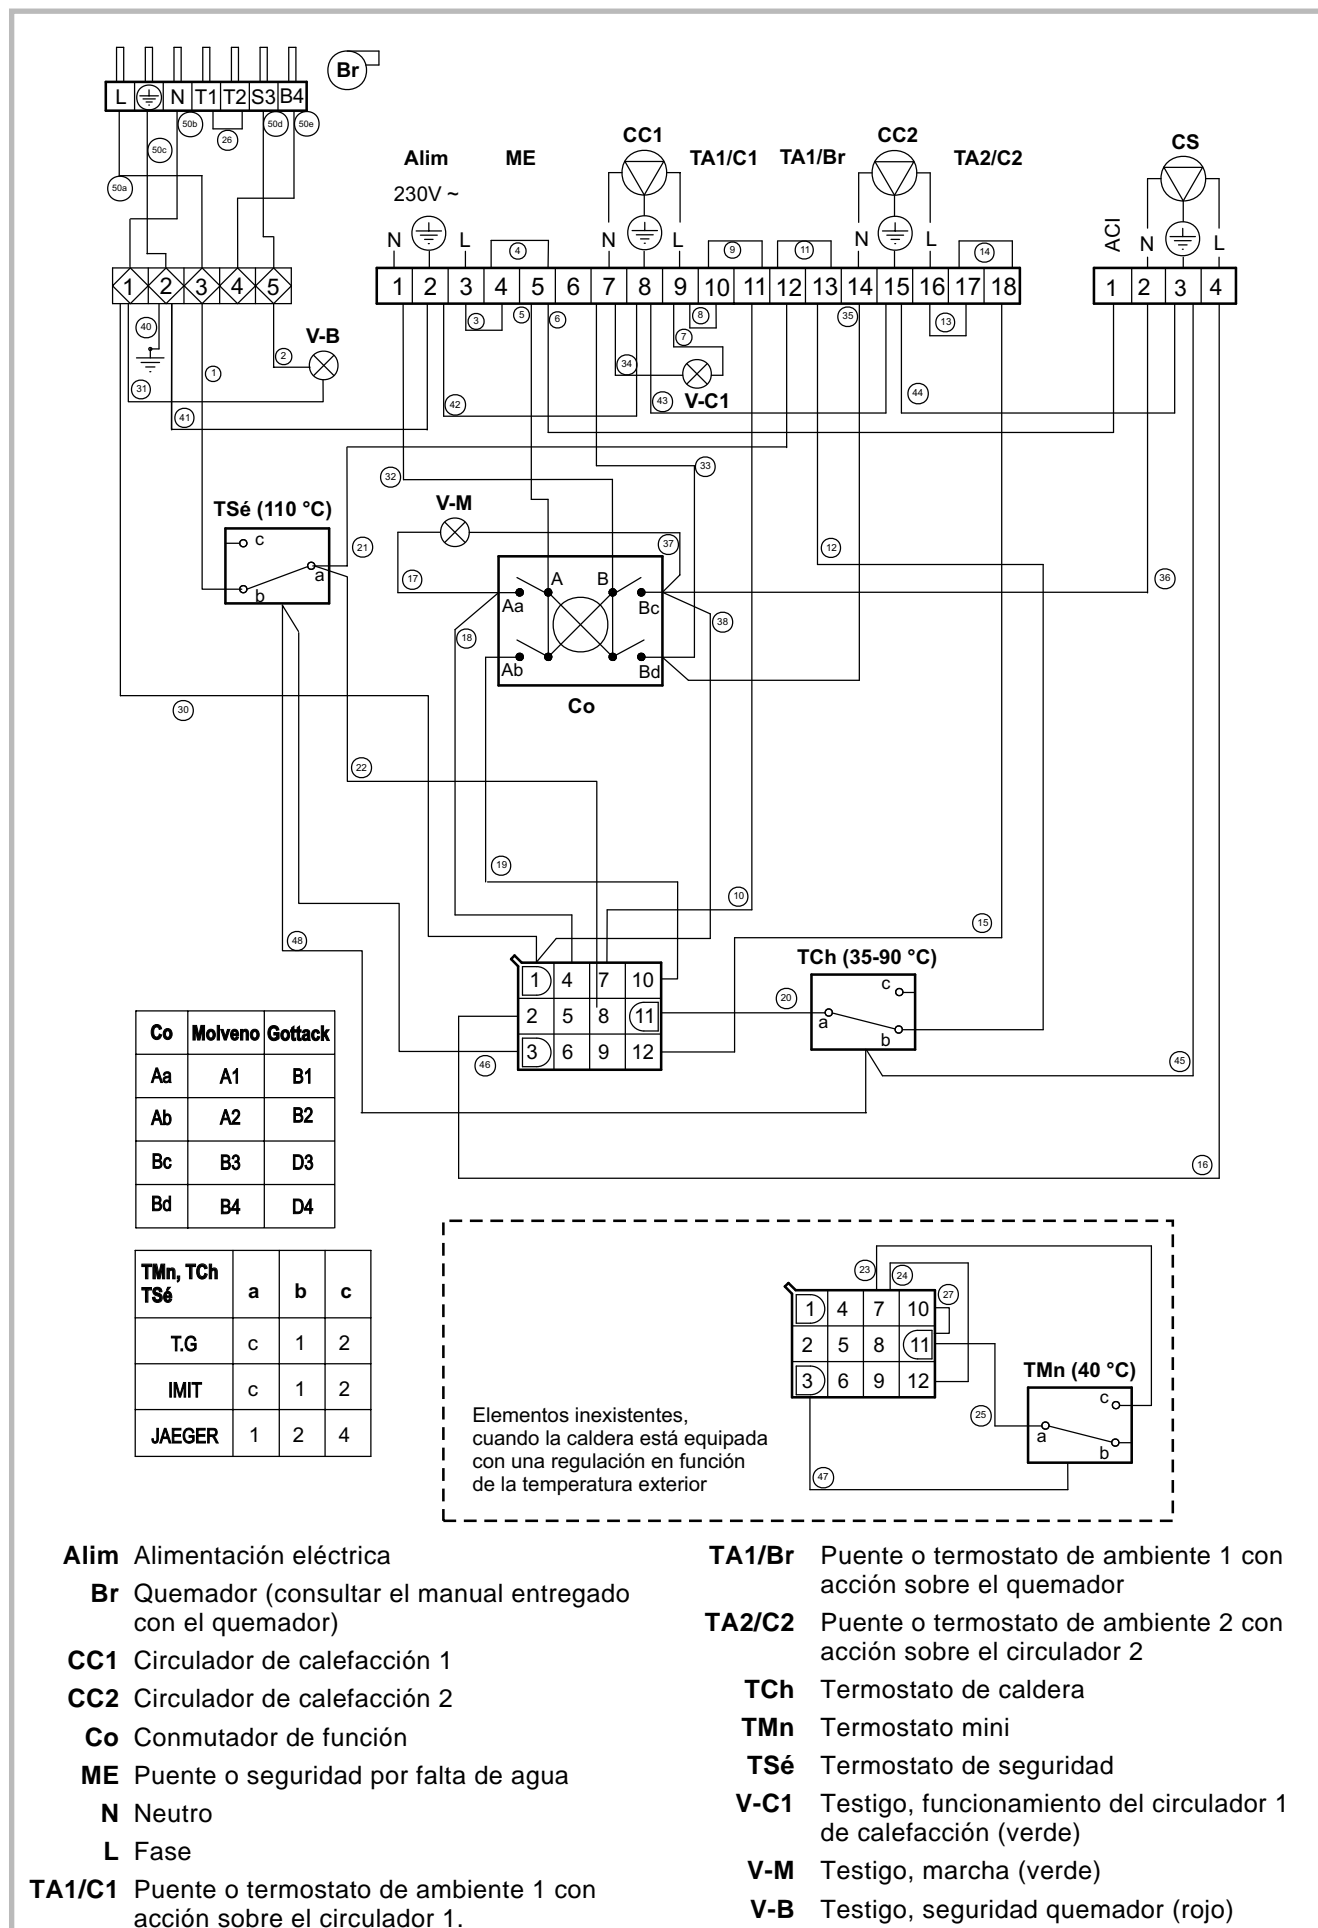 Br
L N T1 T2 S3 B4
50b 26 50d 50e
50c
50a
CC1 CC2 CS
Alim ME TA1/C1 TA1/Br TA2/C2
230V ~
ACI
N L N L N L N L
4 9 11 14
1 2 3 4 5
1 2 3 4 5 6 7 8 9 10 11 12 13 14 15 16 17 18
1 2 3 4
40 3 5 6 8 35 13
V-B 7
2 34
31 1
V-C1
41 42 43 44
32 33
TSé (110 °C) V-M
c 21 37 12
a 17 36
b
A B
Aa Bc
18 38
Ab Bd
Co
30
22
19 10
15
48
TCh (35-90 °C)
1 4 7 10
2 5 8 11
3 6 9 12
20
c
a
b
46 45
16
Co Molveno Gottack
Aa A1 B1
Ab A2 B2
Bc B3 D3
Bd B4 D4
TMn, TCh
TSé a b c
T.G c 1 2
IMIT c 1 2
JAEGER 1 2 4
23 24 27
1 4 7 10
2 5 8 11
3 6 9 12
TMn (40 °C)
c
25 a
b
47
Elementos inexistentes,
cuando la caldera está equipada
con una regulación en función
de la temperatura exterior
Alim Alimentación eléctrica
Br Quemador (consultar el manual entregado
con el quemador)
CC1 Circulador de calefacción 1
CC2 Circulador de calefacción 2
Co Conmutador de función
ME Puente o seguridad por falta de agua
N Neutro
L Fase
TA1/C1 Puente o termostato de ambiente 1 con
acción sobre el circulador 1.
TA1/Br Puente o termostato de ambiente 1 con
acción sobre el quemador
TA2/C2 Puente o termostato de ambiente 2 con
acción sobre el circulador 2
TCh Termostato de caldera
TMn Termostato mini
TSé Termostato de seguridad
V-C1 Testigo, funcionamiento del circulador 1
de calefacción (verde)
V-M Testigo, marcha (verde)
V-B Testigo, seguridad quemador (rojo)